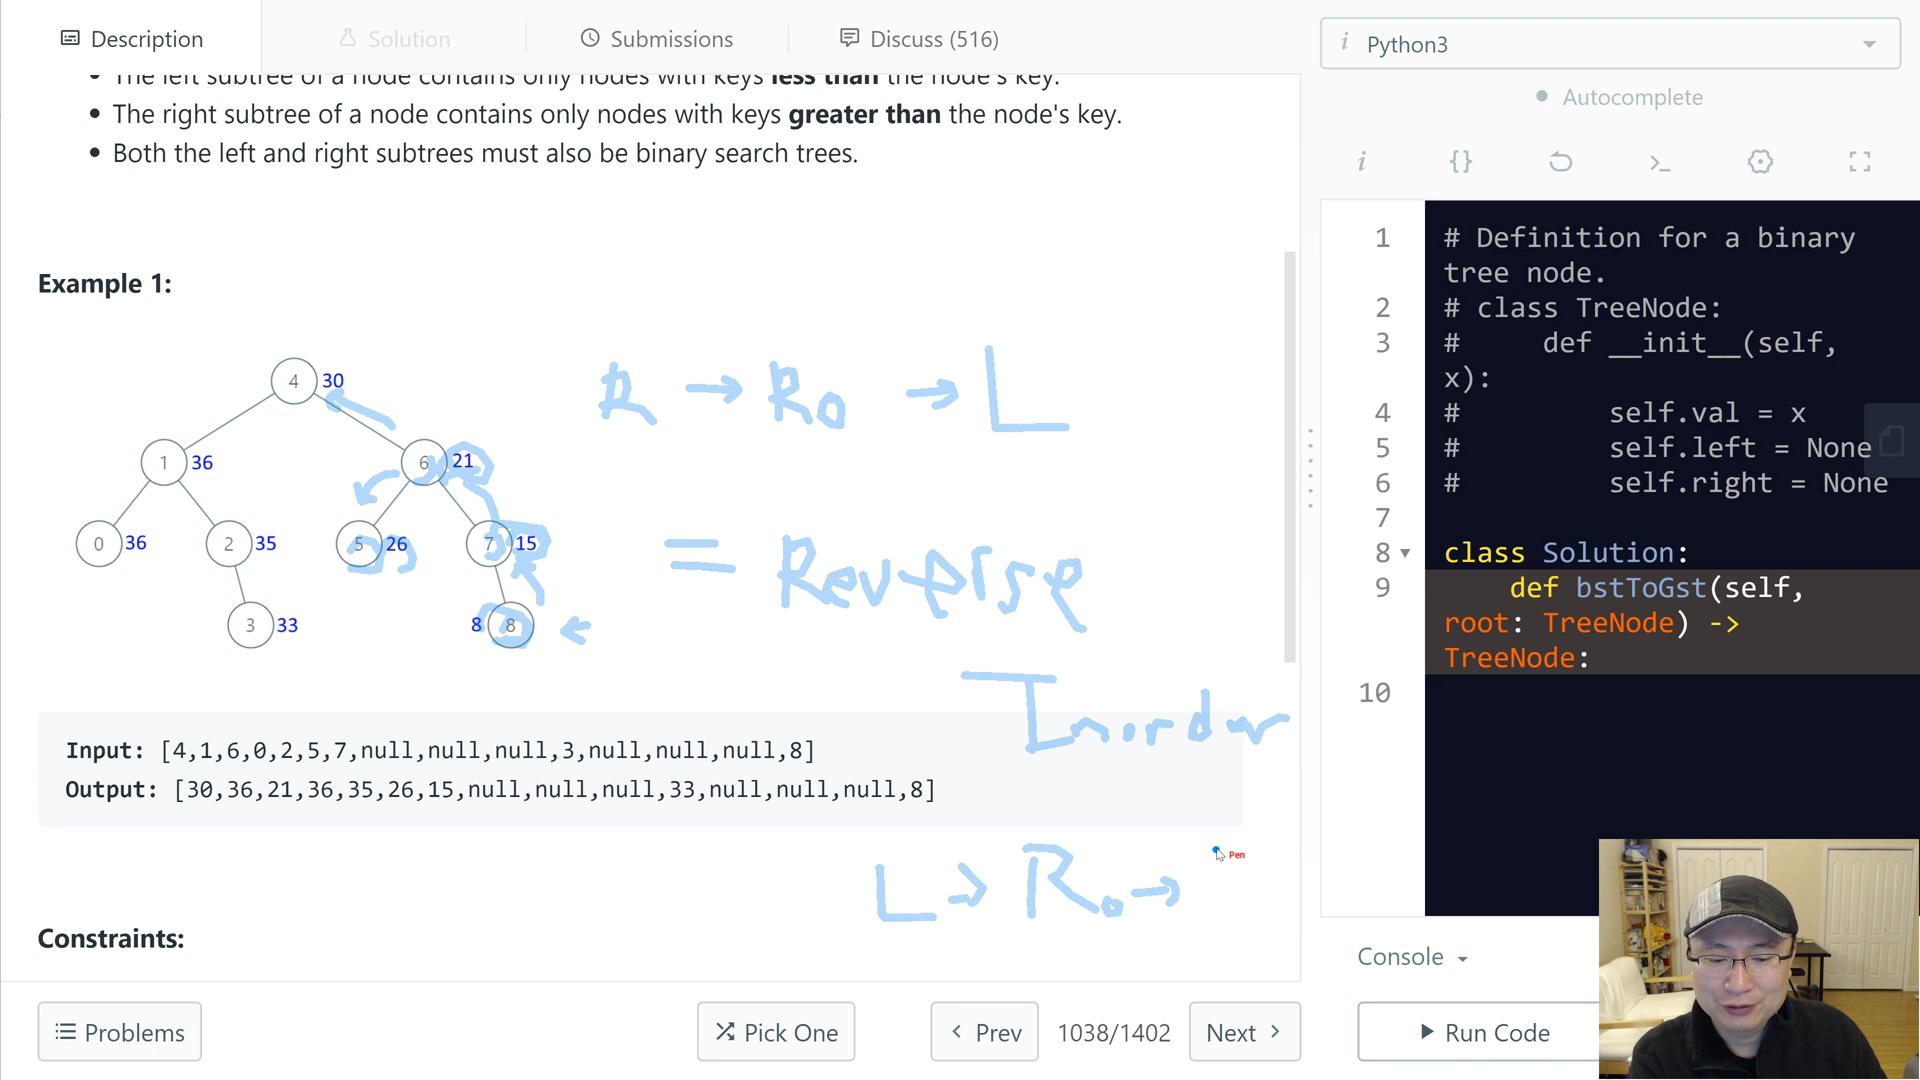 Description
Solution
Submissions
Discuss (516)
The left subtree of a node contains only nodes with keys less than the node's key.
The right subtree of a node contains only nodes with keys greater than the node's key.
Both the left and right subtrees must also be binary search trees.
Example 1:
4 30
1 36
6 21
0 36
2 35
5 26
7 15
3 33
8 8
R → Ro → L
= Reverse
Inorder
L → Ro →
Input: [4,1,6,0,2,5,7,null,null,null,3,null,null,null,8]
Output: [30,36,21,36,35,26,15,null,null,null,33,null,null,null,8]
Pen
Constraints:
Problems
Pick One
Prev
1038/1402
Next
i Python3
Autocomplete
i {} >_
1 # Definition for a binary
tree node.
2 # class TreeNode:
3 #     def __init__(self,
x):
4 #         self.val = x
5 #         self.left = None
6 #         self.right = None
7
8 class Solution:
9     def bstToGst(self,
root: TreeNode) ->
TreeNode:
10
Console
Run Code